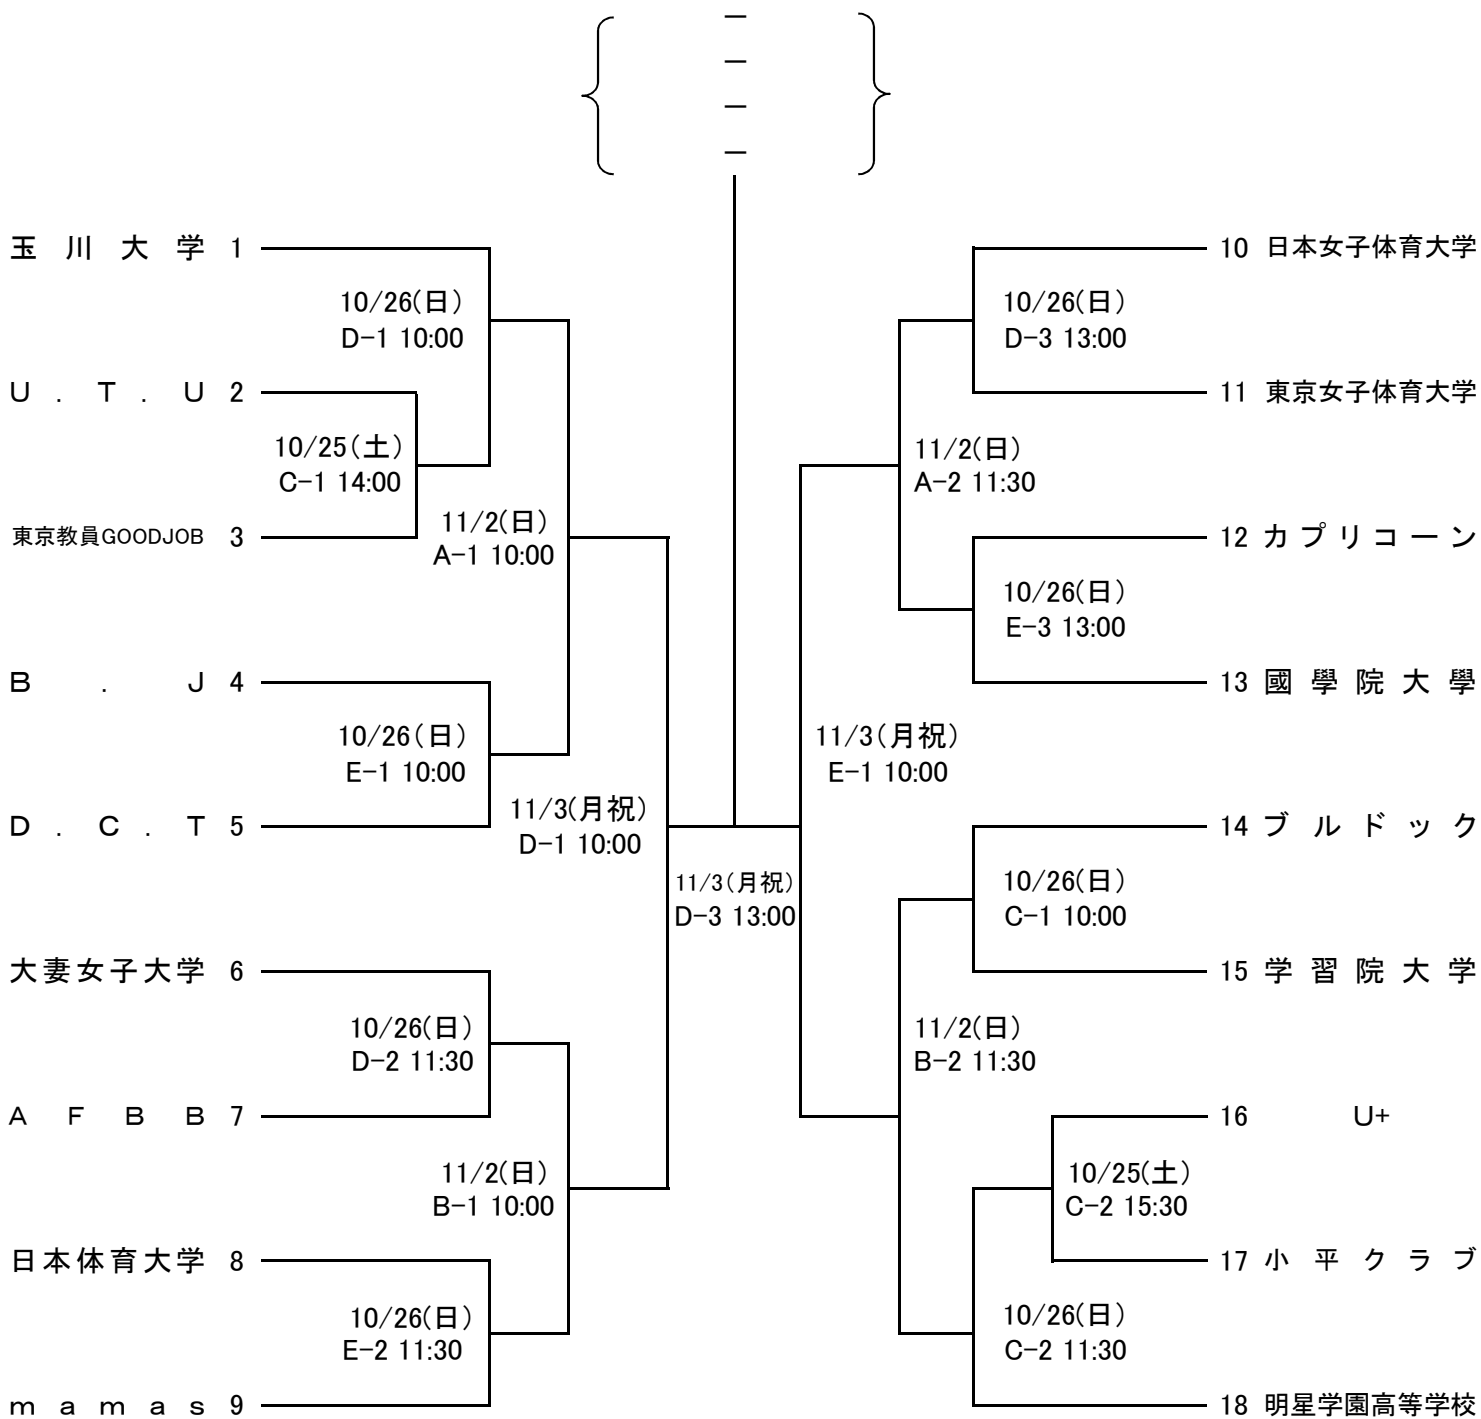 —
—
—
—
玉川大学 1
10/26(日)
D-1 10:00
U.T.U 2
10/25(土)
C-1 14:00
東京教員GOODJOB 3
11/2(日)
A-1 10:00
B.J 4
10/26(日)
E-1 10:00
D.C.T 5
11/3(月祝)
D-1 10:00
大妻女子大学 6
10/26(日)
D-2 11:30
AFBB 7
11/2(日)
B-1 10:00
日本体育大学 8
10/26(日)
E-2 11:30
mamas 9
11/3(月祝)
D-3 13:00
10 日本女子体育大学
10/26(日)
D-3 13:00
11 東京女子体育大学
11/2(日)
A-2 11:30
12 カプリコーン
10/26(日)
E-3 13:00
13 國學院大學
11/3(月祝)
E-1 10:00
14 ブルドック
10/26(日)
C-1 10:00
15 学習院大学
11/2(日)
B-2 11:30
16 U+
10/25(土)
C-2 15:30
17 小平クラブ
10/26(日)
C-2 11:30
18 明星学園高等学校